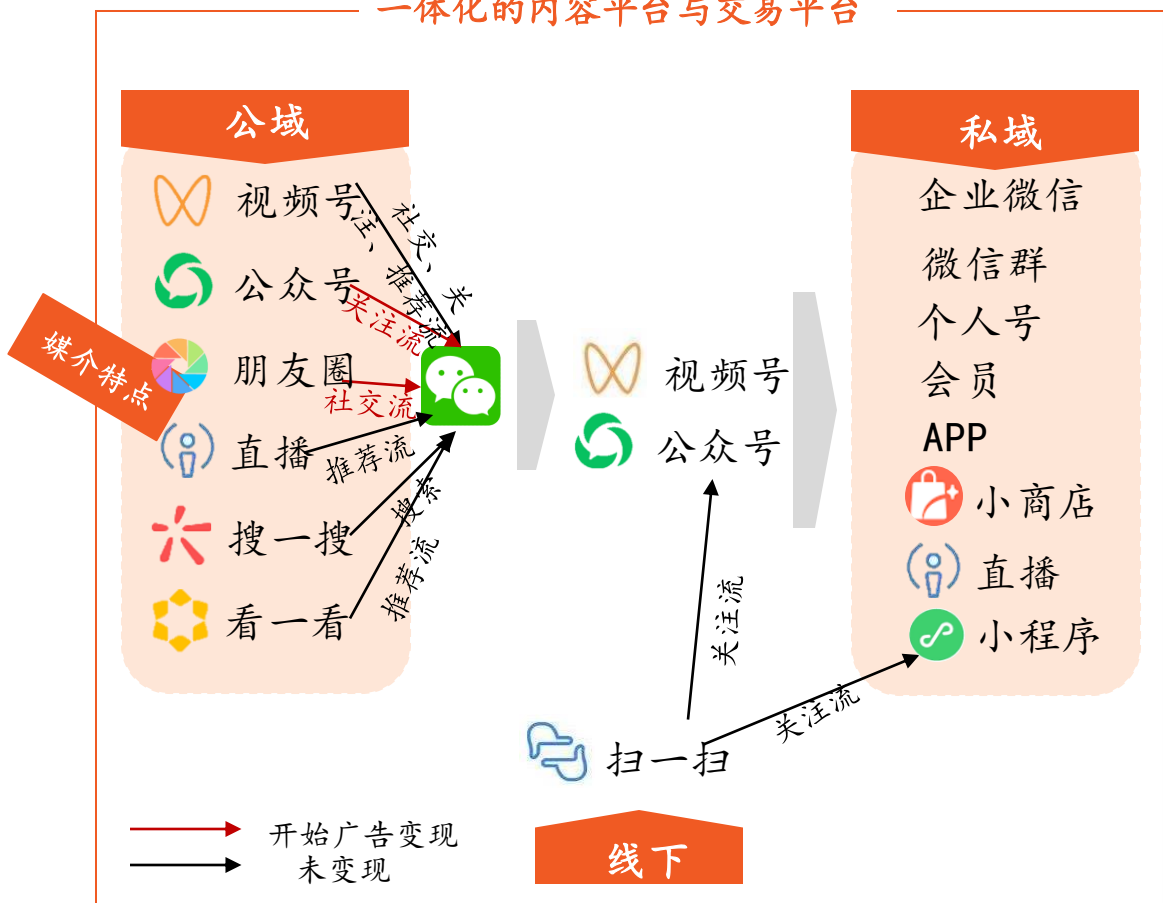 一体化的内容平台与交易平台
公域
视频号
社交、关
注、推荐流
公众号
关注流
媒介特点
朋友圈
社交流
直播
推荐流
搜一搜
搜索
看一看
推荐流
视频号
公众号
私域
企业微信
微信群
个人号
会员
APP
小商店
直播
小程序
关注流
关注流
扫一扫
线下
开始广告变现
未变现